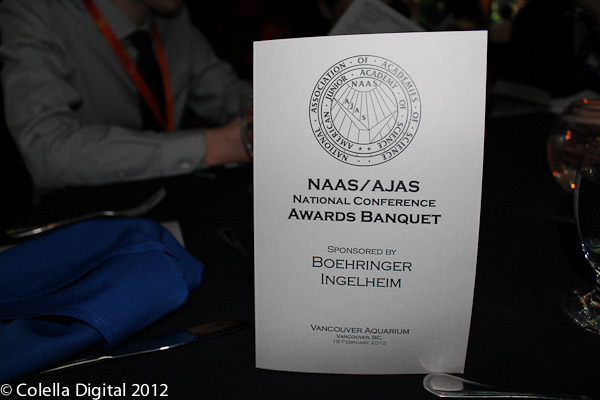 NATIONAL ASSOCIATION · OF · ACADEMIES · OF · SCIENCE
AMERICAN JUNIOR ACADEMY OF SCIENCE
NAAS
AJAS
NAAS/AJAS
NATIONAL CONFERENCE
AWARDS BANQUET
SPONSORED BY
BOEHRINGER
INGELHEIM
VANCOUVER AQUARIUM
VANCOUVER, BC,
18 FEBRUARY 2012
© Colella Digital 2012